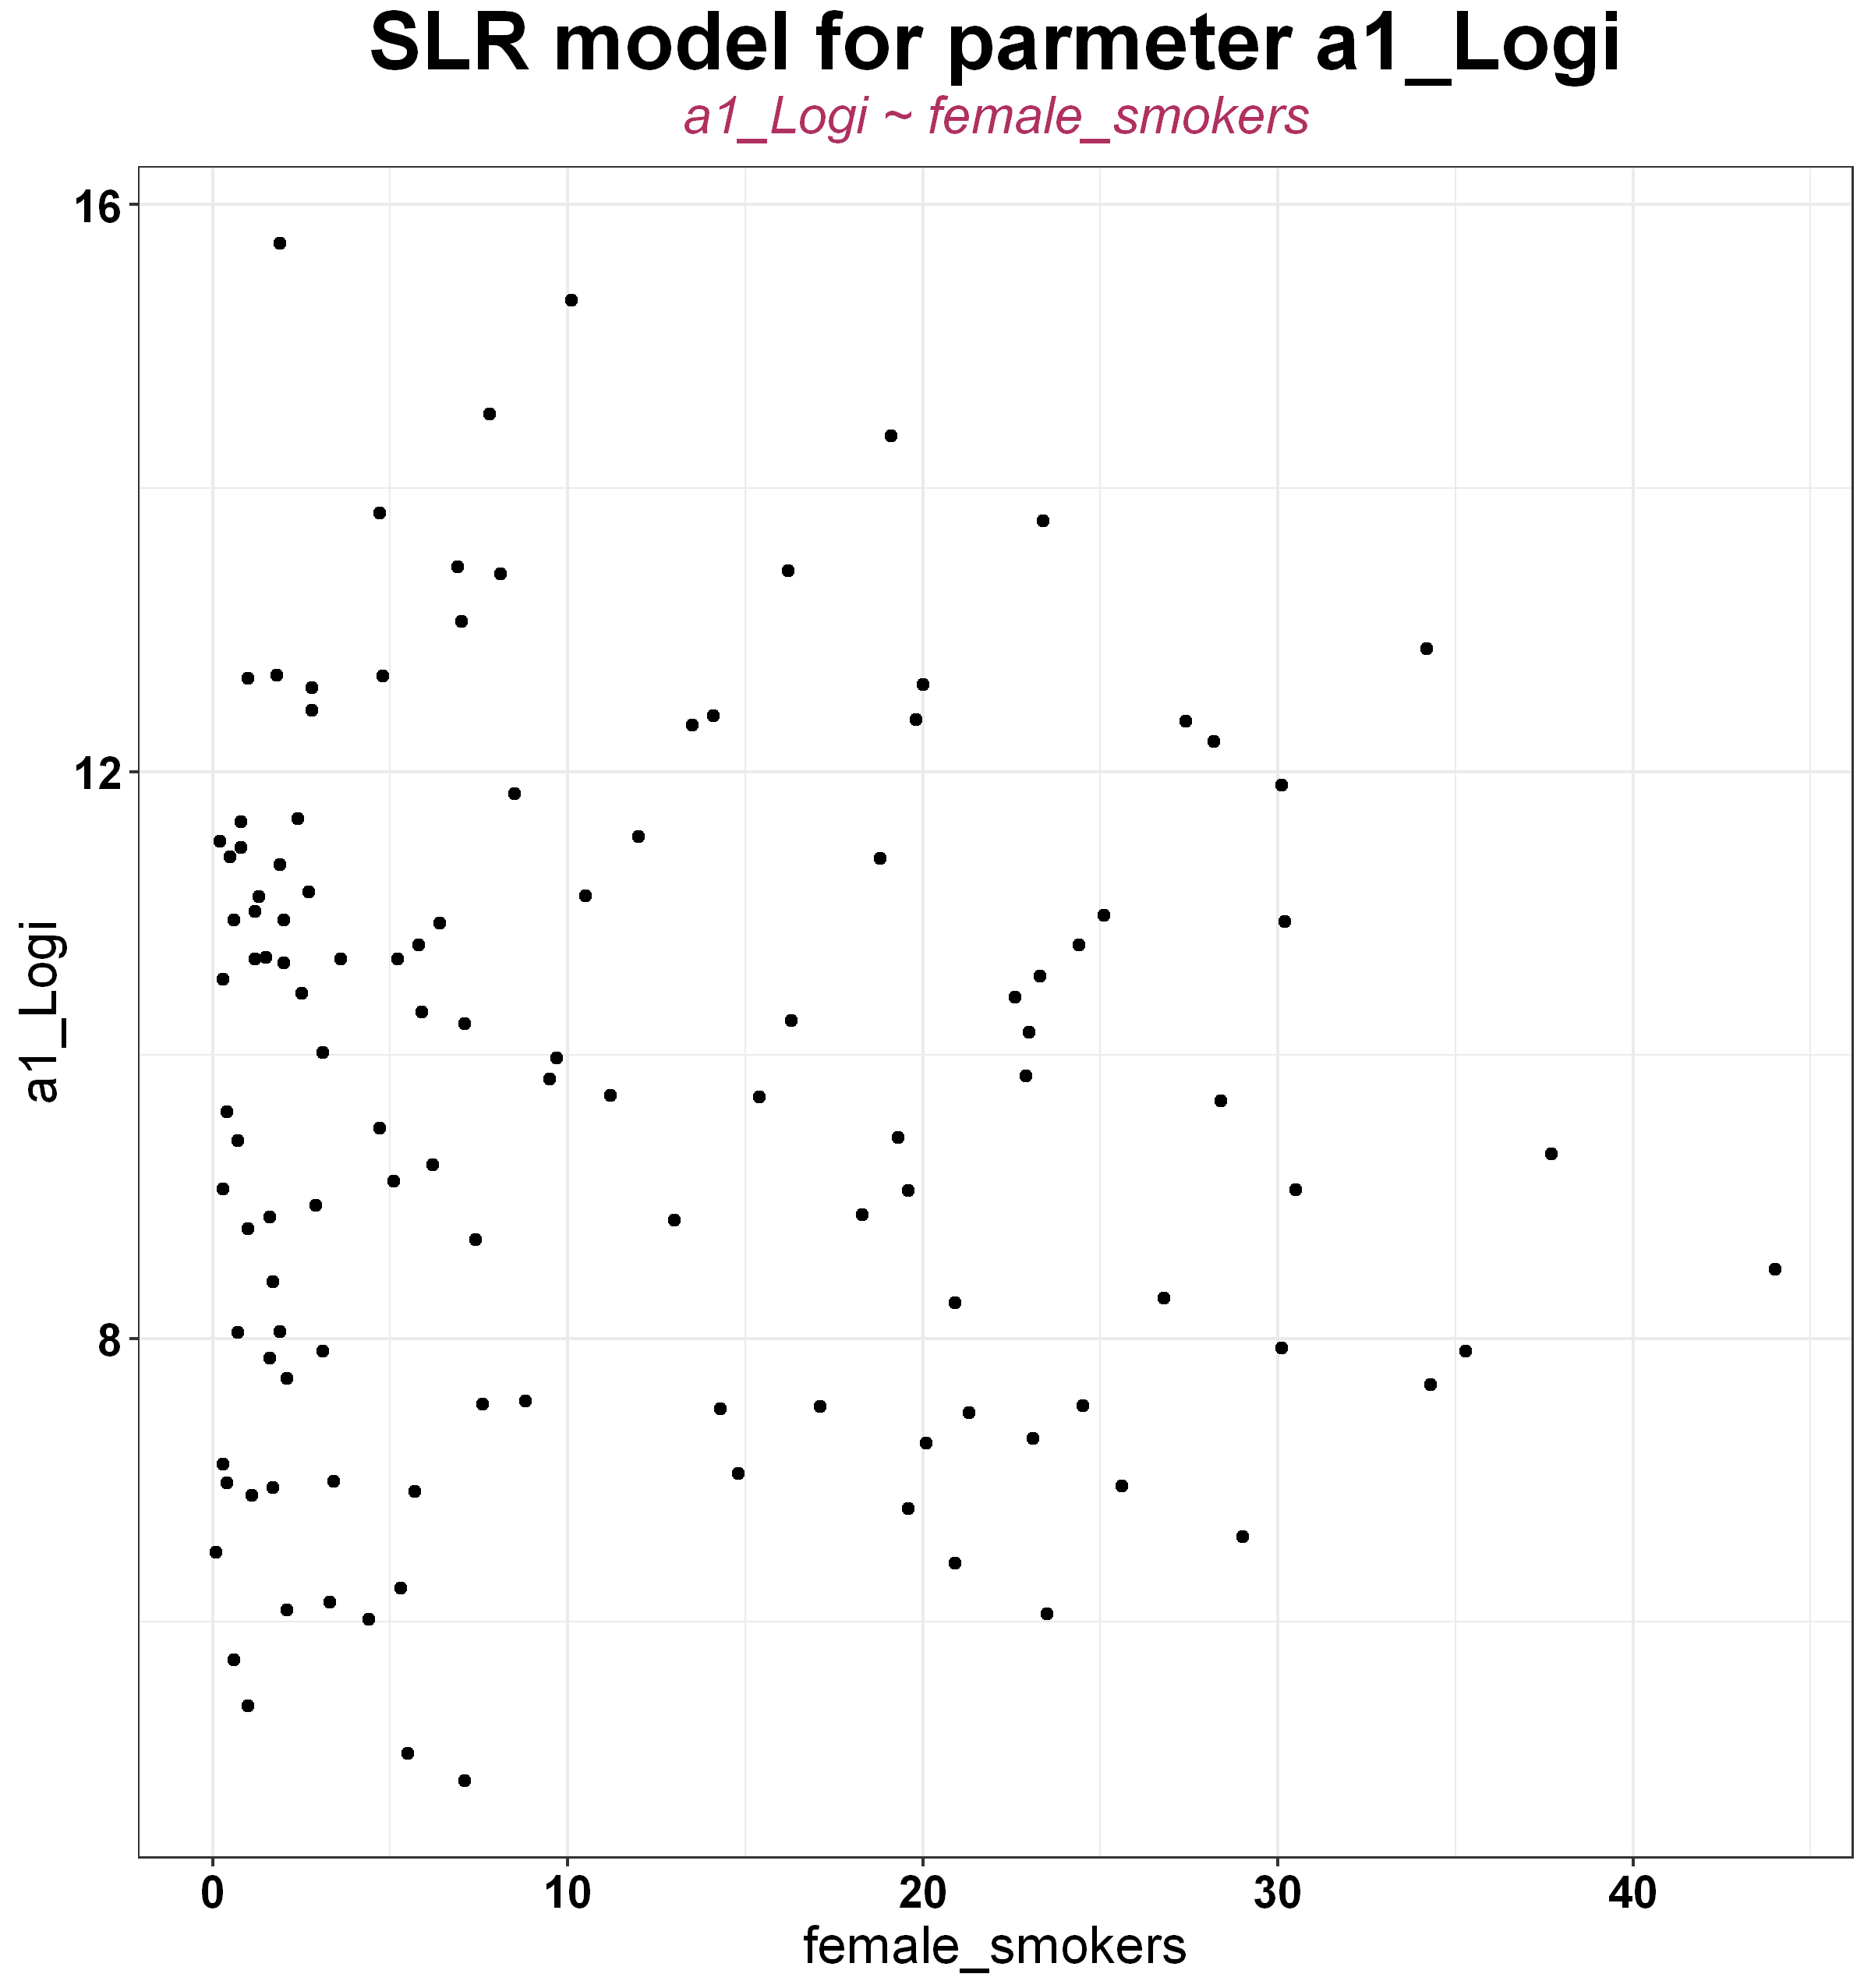 SLR model for parmeter a1_Logi
a1_Logi ~ female_smokers
16
12
8
a1_Logi
0 10 20 30 40
female_smokers